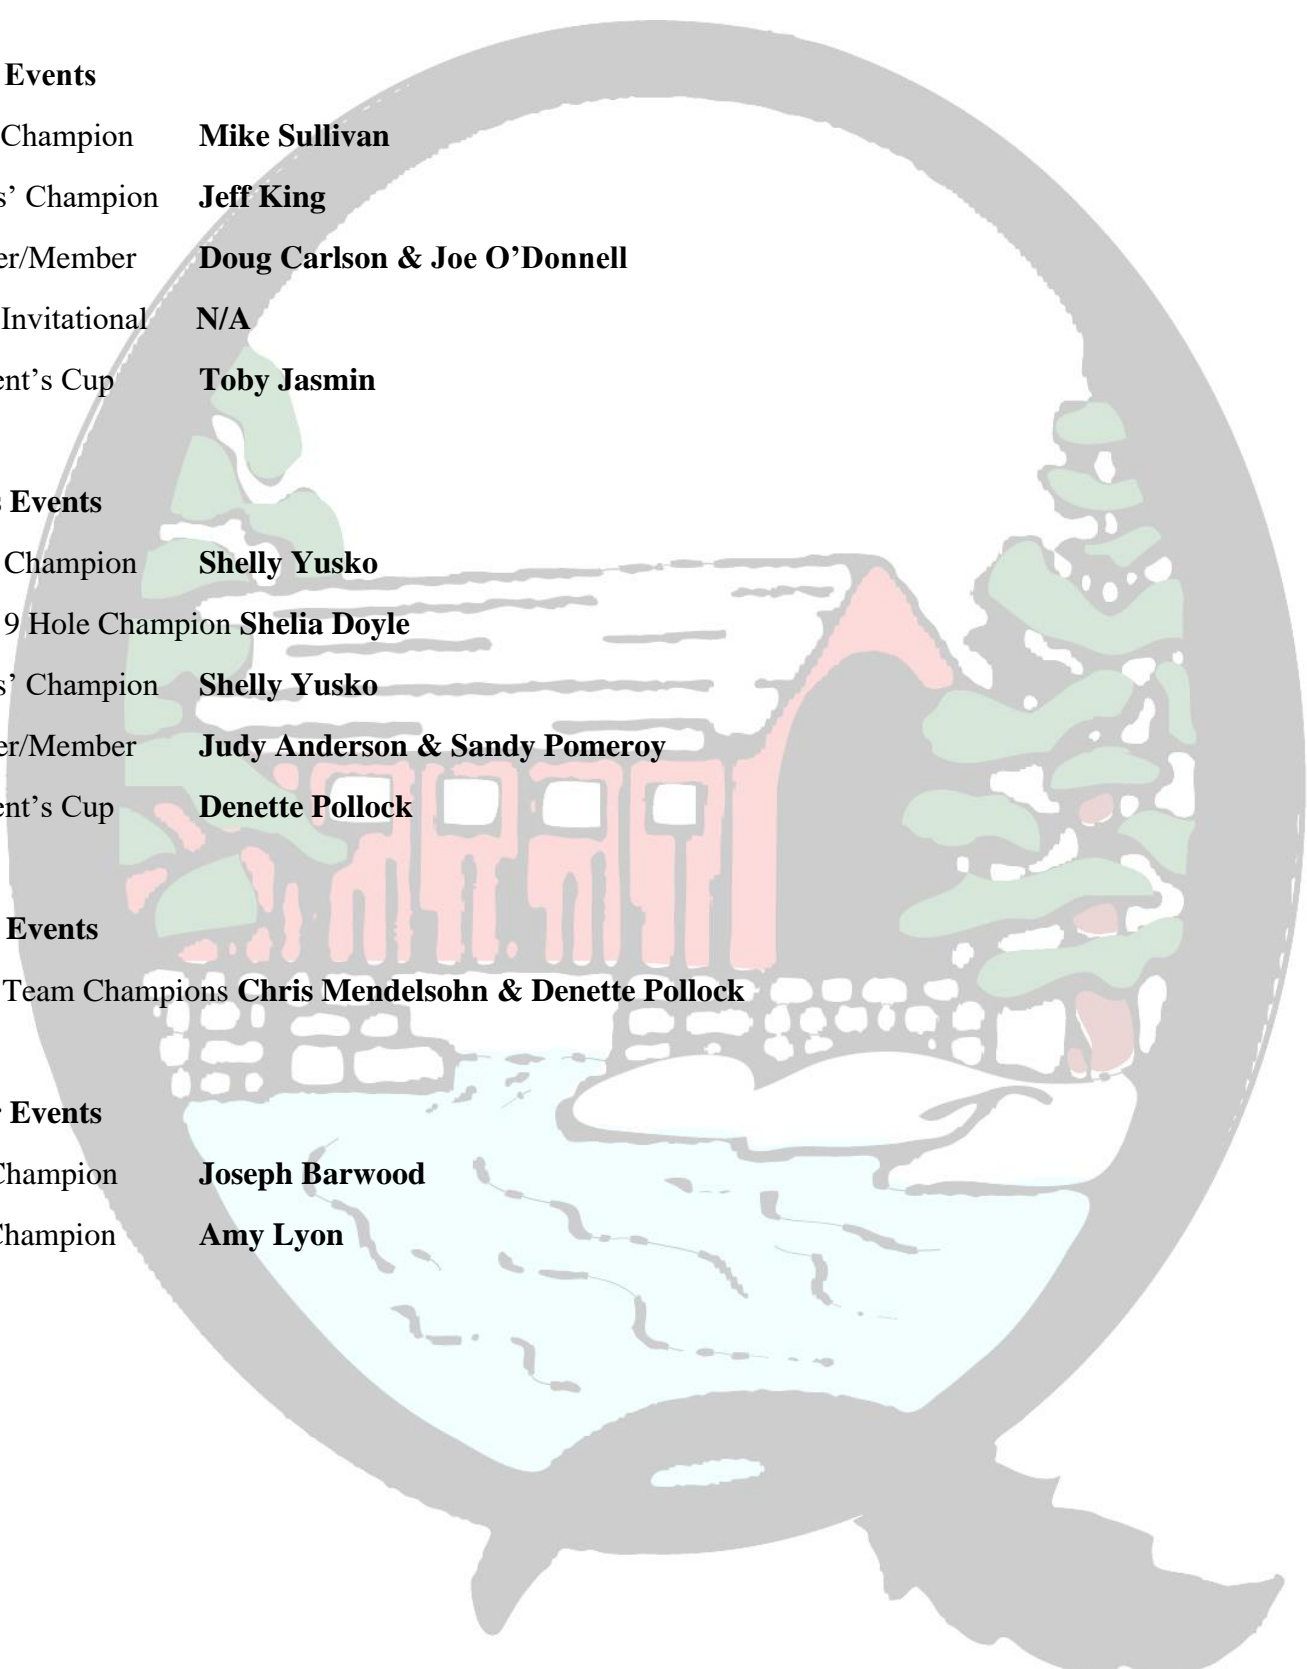 Events
Champion Mike Sullivan
s’ Champion Jeff King
er/Member Doug Carlson & Joe O’Donnell
Invitational N/A
ent’s Cup Toby Jasmin
s Events
Champion Shelly Yusko
9 Hole Champion Shelia Doyle
s’ Champion Shelly Yusko
er/Member Judy Anderson & Sandy Pomeroy
ent’s Cup Denette Pollock
Events
Team Champions Chris Mendelsohn & Denette Pollock
r Events
Champion Joseph Barwood
Champion Amy Lyon